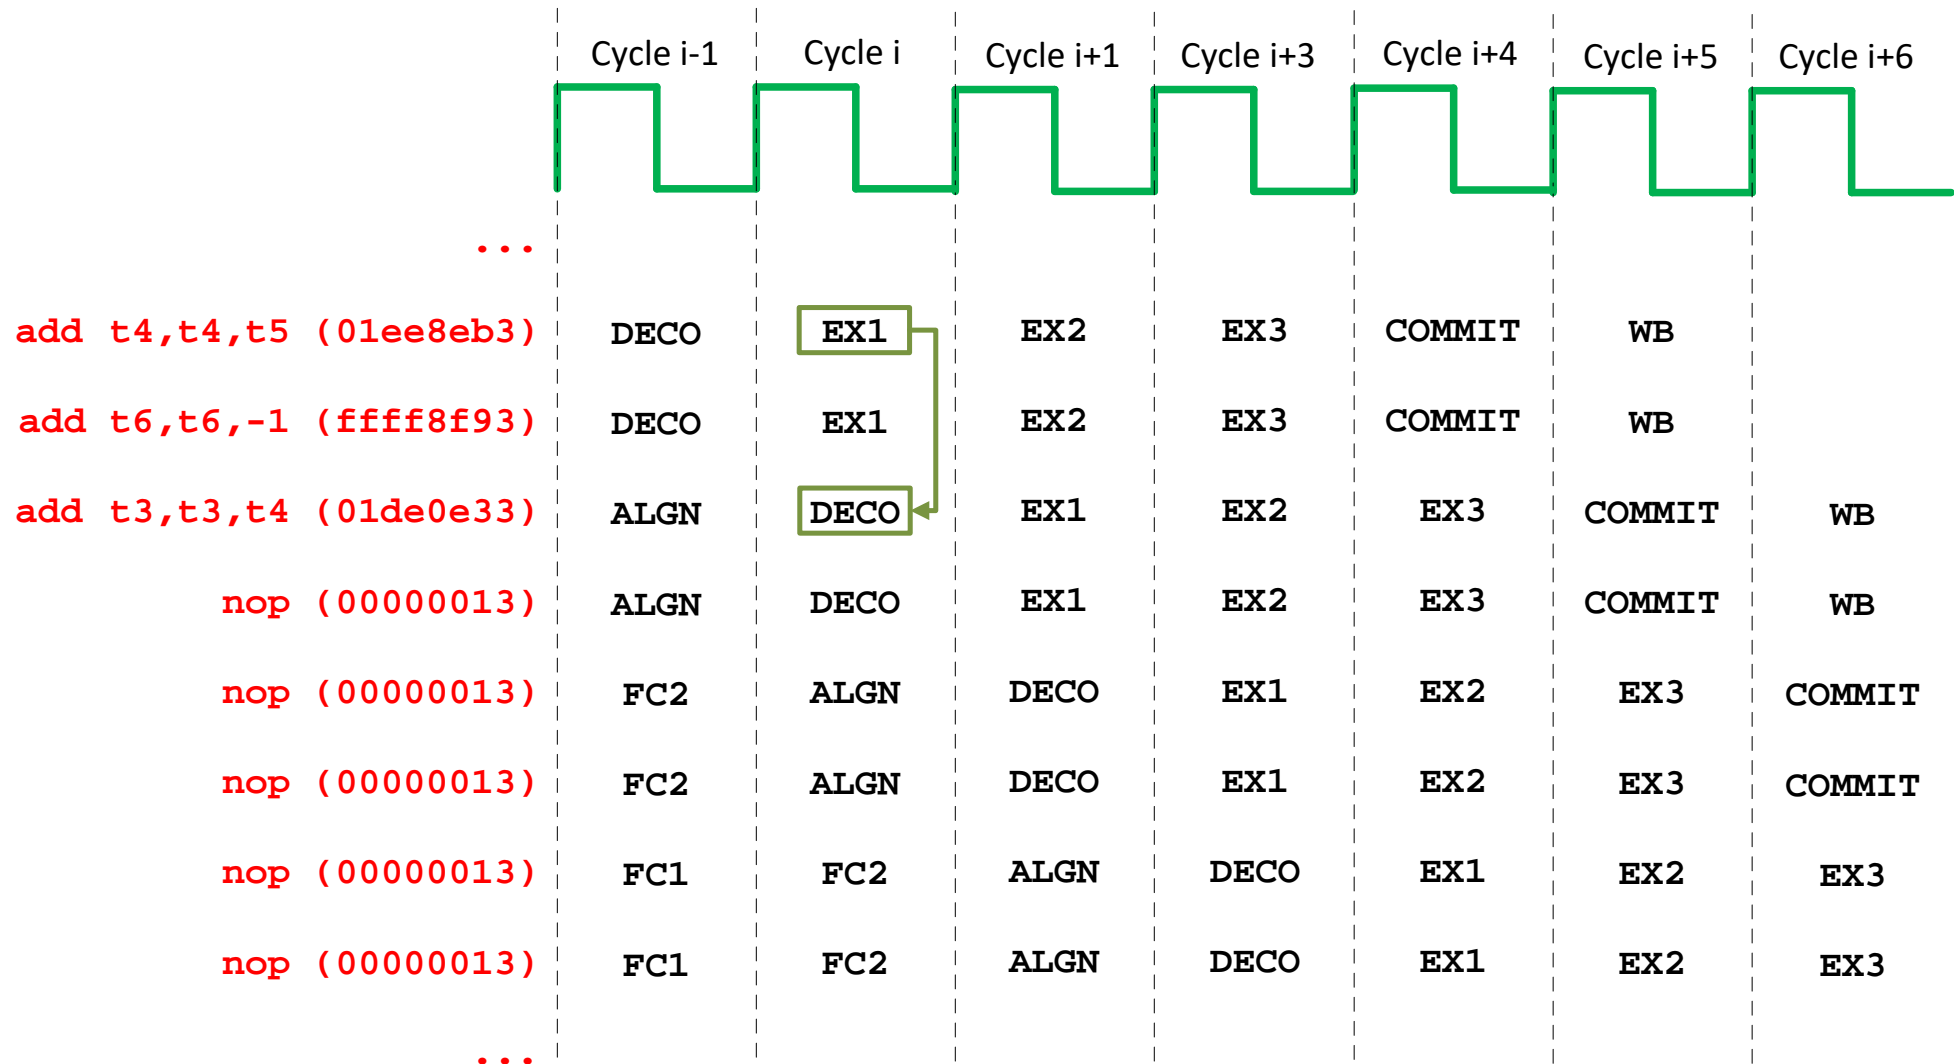 Cycle i-1 Cycle i Cycle i+1 Cycle i+3 Cycle i+4 Cycle i+5 Cycle i+6
...
add t4,t4,t5 (01ee8eb3) DECO EX1 EX2 EX3 COMMIT WB
add t6,t6,-1 (ffff8f93) DECO EX1 EX2 EX3 COMMIT WB
add t3,t3,t4 (01de0e33) ALGN DECO EX1 EX2 EX3 COMMIT WB
nop (00000013) ALGN DECO EX1 EX2 EX3 COMMIT WB
nop (00000013) FC2 ALGN DECO EX1 EX2 EX3 COMMIT
nop (00000013) FC2 ALGN DECO EX1 EX2 EX3 COMMIT
nop (00000013) FC1 FC2 ALGN DECO EX1 EX2 EX3
nop (00000013) FC1 FC2 ALGN DECO EX1 EX2 EX3
...